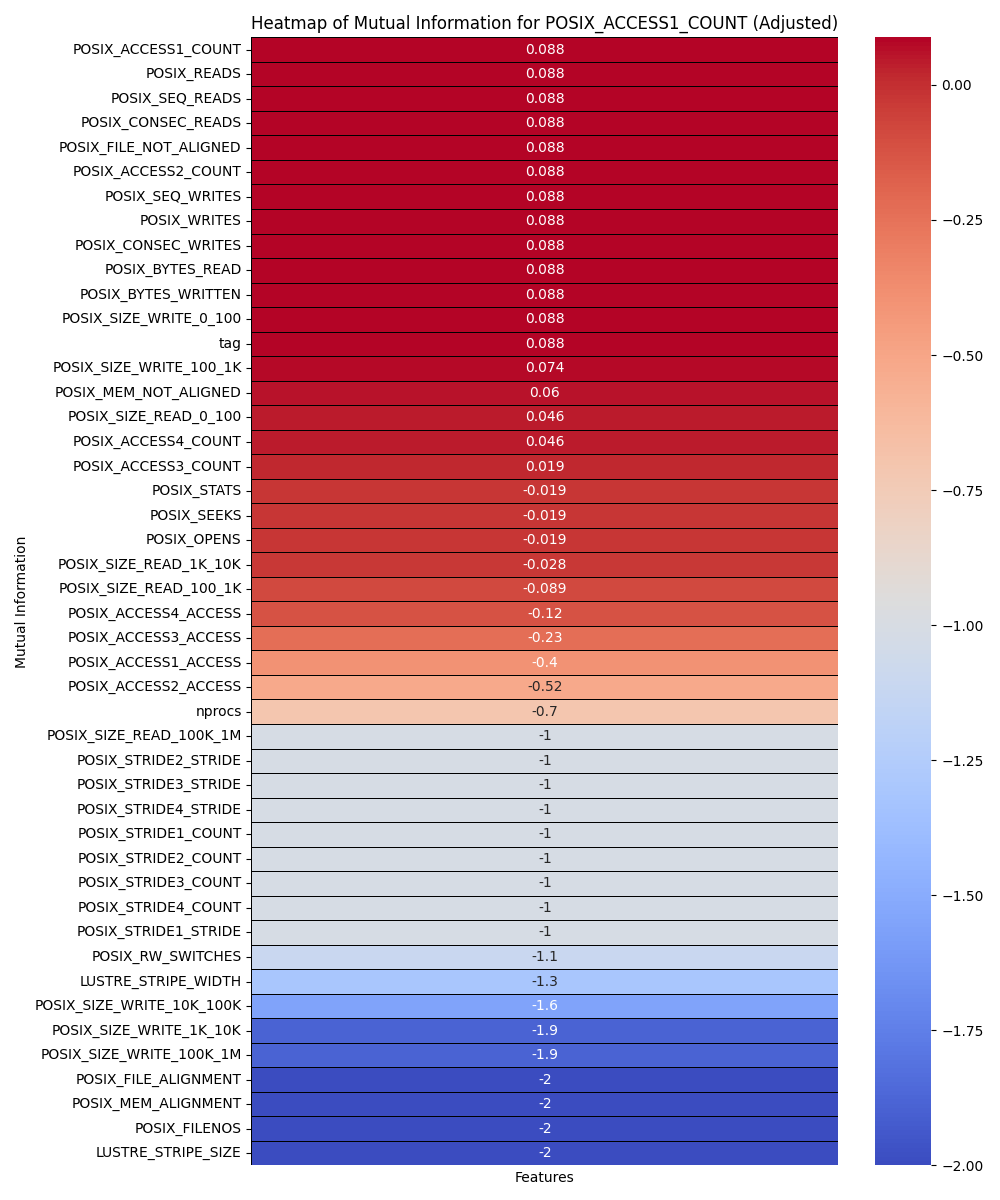 Heatmap of Mutual Information for POSIX_ACCESS1_COUNT (Adjusted)
POSIX_ACCESS1_COUNT 0.088
POSIX_READS 0.088
POSIX_SEQ_READS 0.088
POSIX_CONSEC_READS 0.088
POSIX_FILE_NOT_ALIGNED 0.088
POSIX_ACCESS2_COUNT 0.088
POSIX_SEQ_WRITES 0.088
POSIX_WRITES 0.088
POSIX_CONSEC_WRITES 0.088
POSIX_BYTES_READ 0.088
POSIX_BYTES_WRITTEN 0.088
POSIX_SIZE_WRITE_0_100 0.088
tag 0.088
POSIX_SIZE_WRITE_100_1K 0.074
POSIX_MEM_NOT_ALIGNED 0.06
POSIX_SIZE_READ_0_100 0.046
POSIX_ACCESS4_COUNT 0.046
POSIX_ACCESS3_COUNT 0.019
POSIX_STATS -0.019
POSIX_SEEKS -0.019
POSIX_OPENS -0.019
POSIX_SIZE_READ_1K_10K -0.028
POSIX_SIZE_READ_100_1K -0.089
POSIX_ACCESS4_ACCESS -0.12
POSIX_ACCESS3_ACCESS -0.23
POSIX_ACCESS1_ACCESS -0.4
POSIX_ACCESS2_ACCESS -0.52
nprocs -0.7
POSIX_SIZE_READ_100K_1M -1
POSIX_STRIDE2_STRIDE -1
POSIX_STRIDE3_STRIDE -1
POSIX_STRIDE4_STRIDE -1
POSIX_STRIDE1_COUNT -1
POSIX_STRIDE2_COUNT -1
POSIX_STRIDE3_COUNT -1
POSIX_STRIDE4_COUNT -1
POSIX_STRIDE1_STRIDE -1
POSIX_RW_SWITCHES -1.1
LUSTRE_STRIPE_WIDTH -1.3
POSIX_SIZE_WRITE_10K_100K -1.6
POSIX_SIZE_WRITE_1K_10K -1.9
POSIX_SIZE_WRITE_100K_1M -1.9
POSIX_FILE_ALIGNMENT -2
POSIX_MEM_ALIGNMENT -2
POSIX_FILENOS -2
LUSTRE_STRIPE_SIZE -2
Mutual Information
Features
0.00
−0.25
−0.50
−0.75
−1.00
−1.25
−1.50
−1.75
−2.00